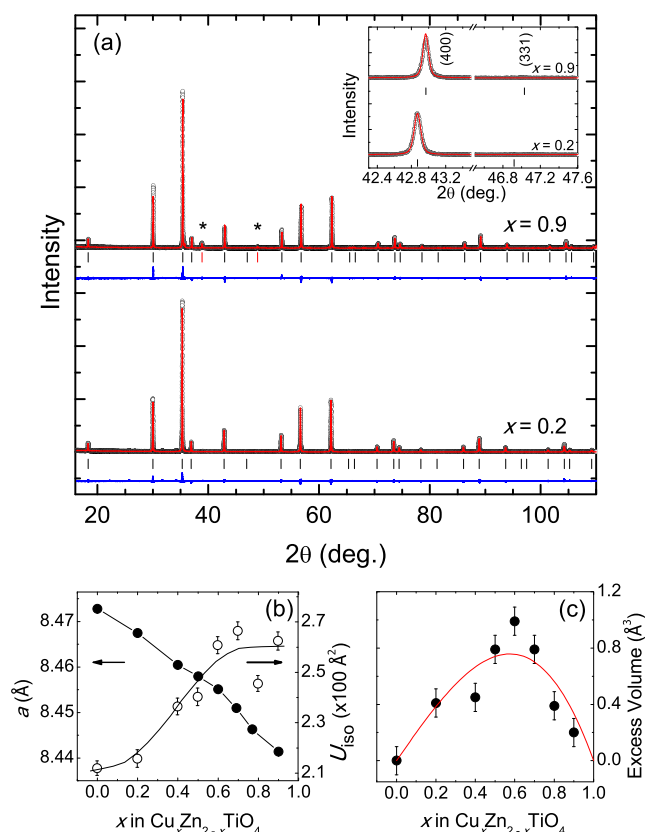 (a)
Intensity
(400)
(331)
x = 0.9
x = 0.2
42.4 42.8 43.2 46.8 47.2 47.6
2θ (deg.)
Intensity
* *
x = 0.9
x = 0.2
20 40 60 80 100
2θ (deg.)
(b)
8.47
8.46
8.45
8.44
a (Å)
2.7
2.5
2.3
2.1
Uiso (x100 Å²)
0.0 0.2 0.4 0.6 0.8 1.0
x in CuxZn2-xTiO4
(c)
1.2
0.8
0.4
0.0
Excess Volume (Å³)
0.0 0.2 0.4 0.6 0.8 1.0
x in CuxZn2-xTiO4